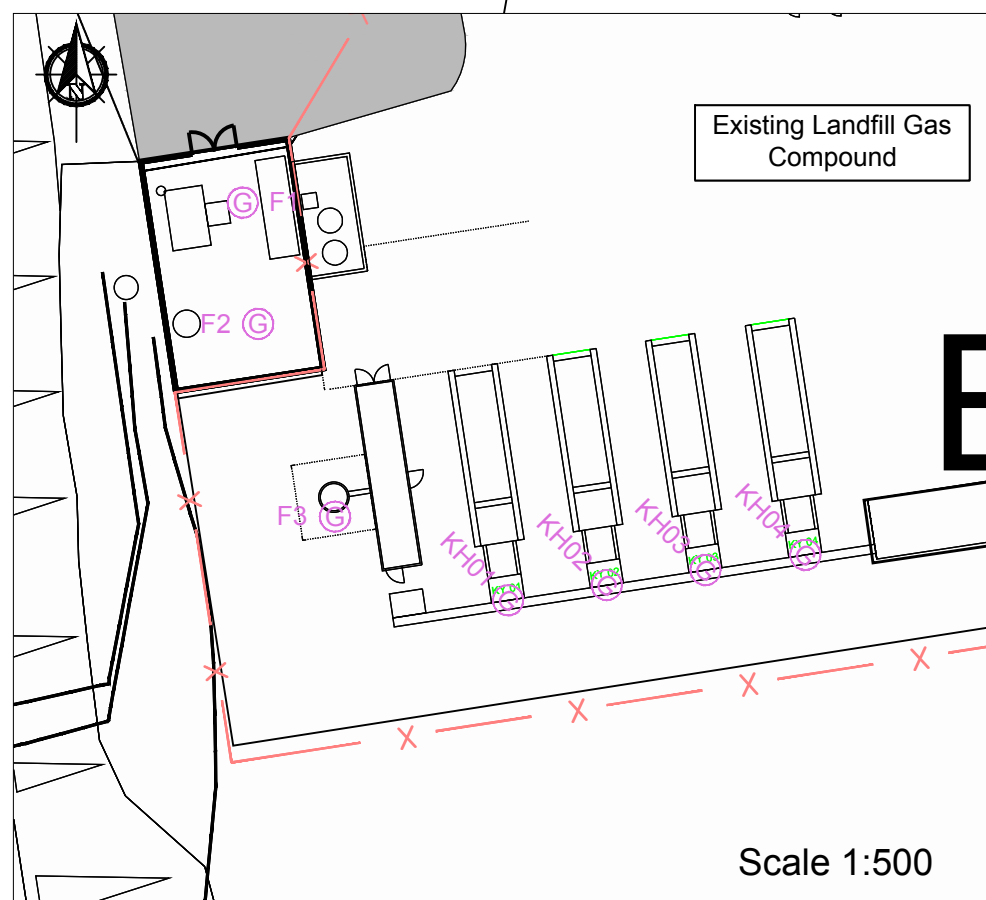 N
Existing Landfill Gas
Compound
G F1
F2 G
F3 G
KH01
KH02
KH03
KH04
G
G
G
G
E
Scale 1:500